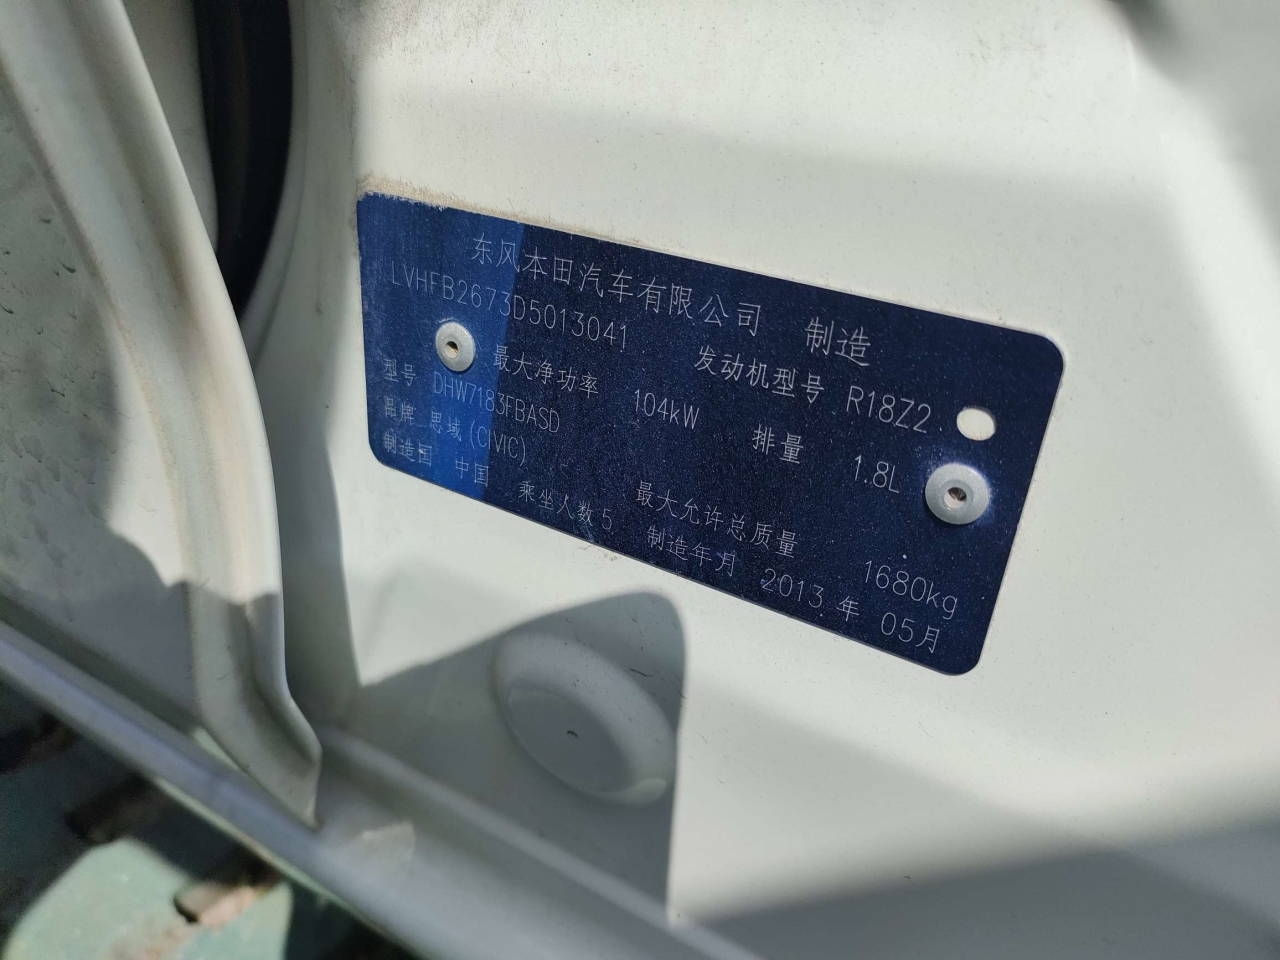 东风本田汽车有限公司 制造
LVHFB2673D5013041 发动机型号 R18Z2
最大净功率 104kW 排量 1.8L
型号 DHW7183FBASD
品牌 思域(CIVIC) 最大允许总质量 1680kg
制造国 中国 乘坐人数 5 制造年月 2013 年 05月